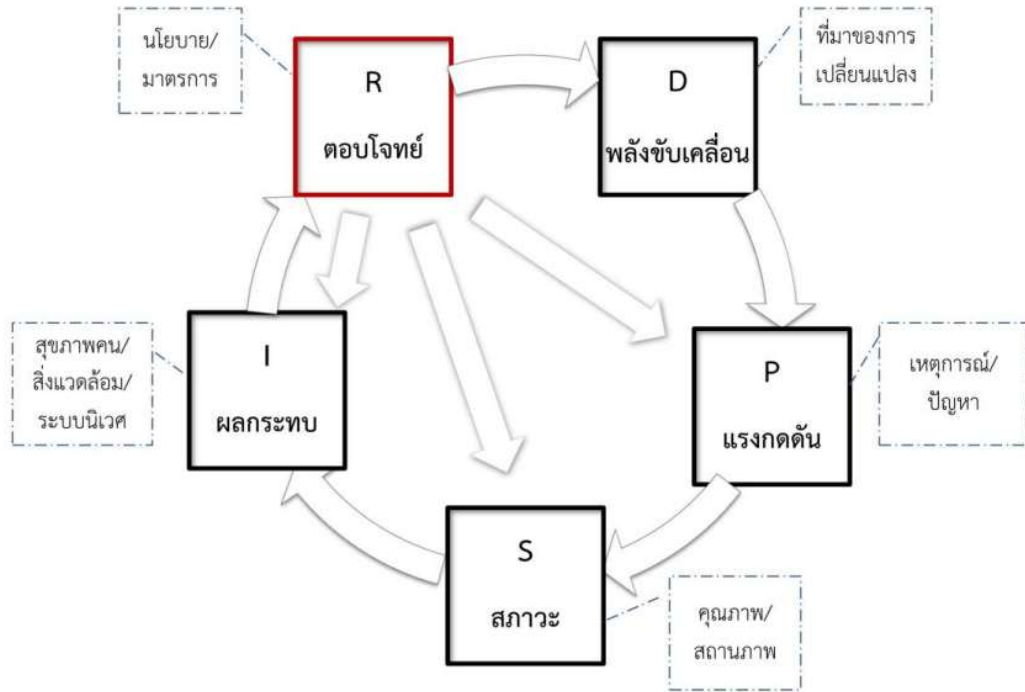 นโยบาย/
มาตรการ
R
ตอบโจทย์
D
พลังขับเคลื่อน
ที่มาของการ
เปลี่ยนแปลง
สุขภาพคน/
สิ่งแวดล้อม/
ระบบนิเวศ
I
ผลกระทบ
P
แรงกดดัน
เหตุการณ์/
ปัญหา
S
สภาวะ
คุณภาพ/
สถานภาพ